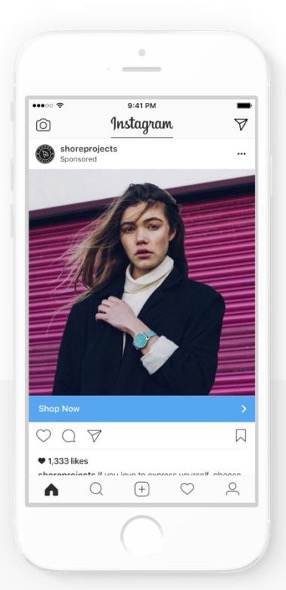 9:41 PM
Instagram
shoreprojects
Sponsored
Shop Now
1,333 likes
shoreprojects If you love to express yourself, choose